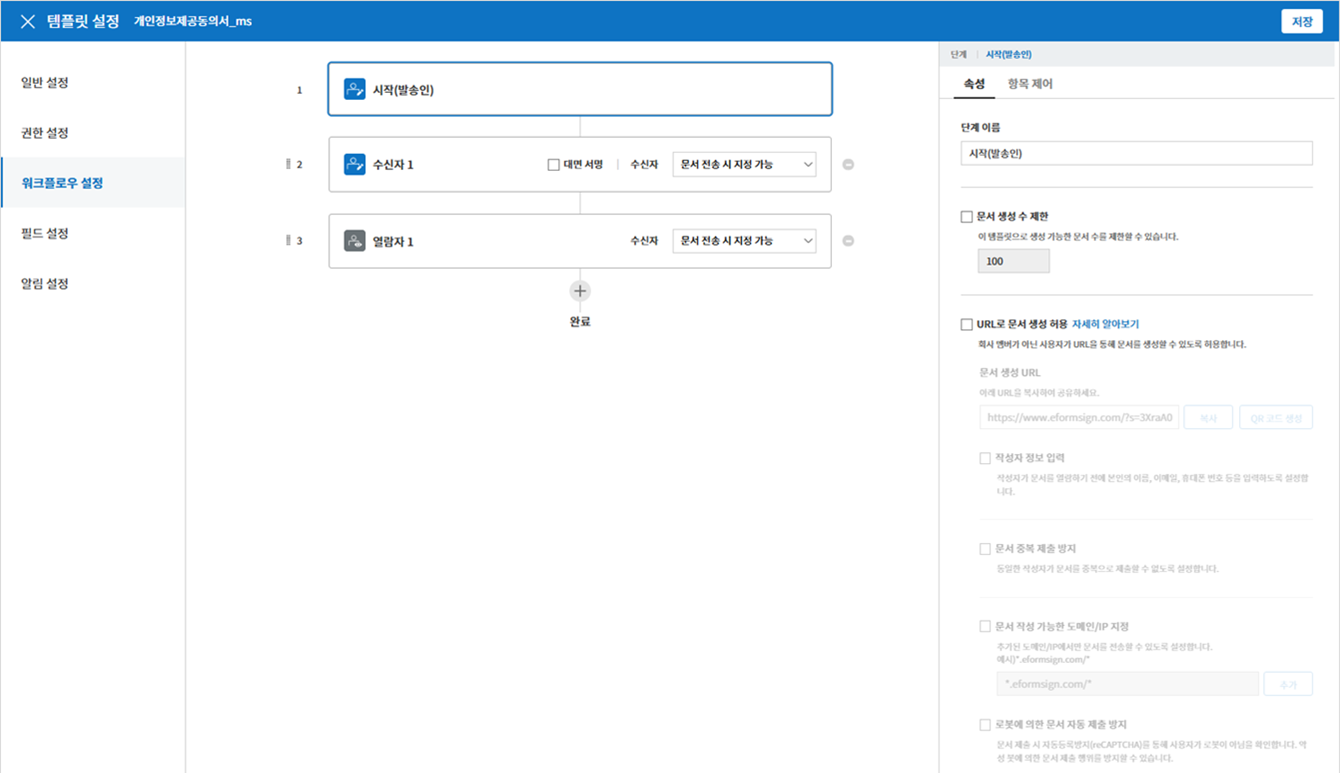 템플릿 설정 개인정보제공동의서_ms 저장
일반 설정
권한 설정
워크플로우 설정
필드 설정
알림 설정
1 시작(발송인)
2 수신자 1 대면 서명 수신자 문서 전송 시 지정 가능
3 열람자 1 수신자 문서 전송 시 지정 가능
완료
단계 시작(발송인)
속성 항목 제어
단계 이름
시작(발송인)
문서 생성 수 제한
이 템플릿으로 생성 가능한 문서 수를 제한할 수 있습니다.
100
URL로 문서 생성 허용 자세히 알아보기
회사 멤버가 아닌 사용자가 URL을 통해 문서를 생성할 수 있도록 허용합니다.
문서 생성 URL
아래 URL을 복사하여 공유하세요.
https://www.eformsign.com/?s=3XraA0 복사 QR 코드 생성
작성자 정보 입력
작성자가 문서를 열람하기 전에 본인의 이름, 이메일, 휴대폰 번호 등을 입력하도록 설정합
니다.
문서 중복 제출 방지
동일한 작성자가 문서를 중복으로 제출할 수 없도록 설정합니다.
문서 작성 가능한 도메인/IP 지정
추가된 도메인/IP에서만 문서를 전송할 수 있도록 설정합니다.
예시)*.eformsign.com/*
*.eformsign.com/* 추가
로봇에 의한 문서 자동 제출 방지
문서 제출 시 자동등록방지(reCAPTCHA)를 통해 사용자가 로봇이 아님을 확인합니다. 악
성 봇에 의한 문서 제출 행위를 방지할 수 있습니다.